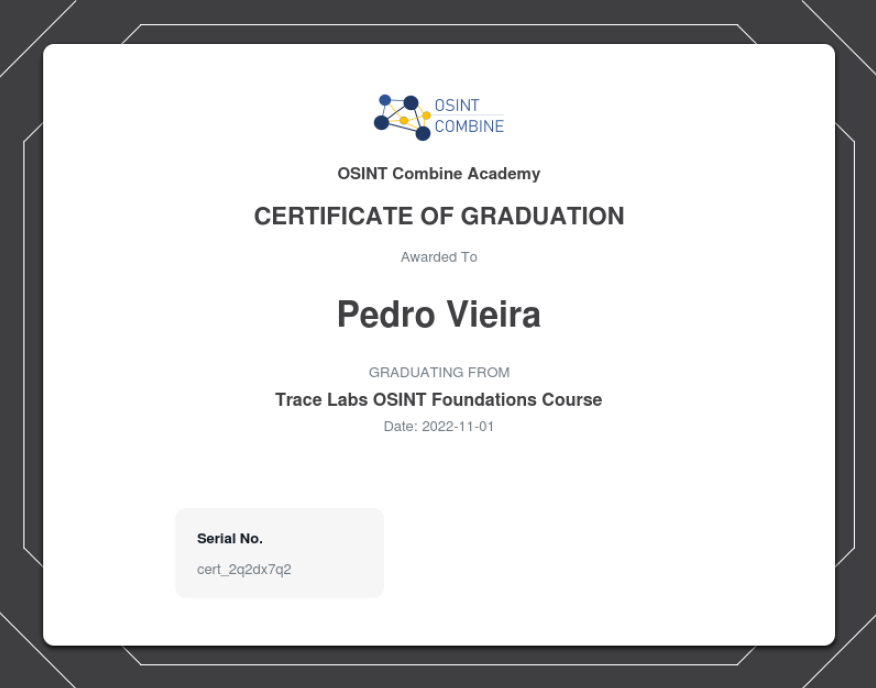 OSINT
COMBINE
OSINT Combine Academy
CERTIFICATE OF GRADUATION
Awarded To
Pedro Vieira
GRADUATING FROM
Trace Labs OSINT Foundations Course
Date: 2022-11-01
Serial No.
cert_2q2dx7q2